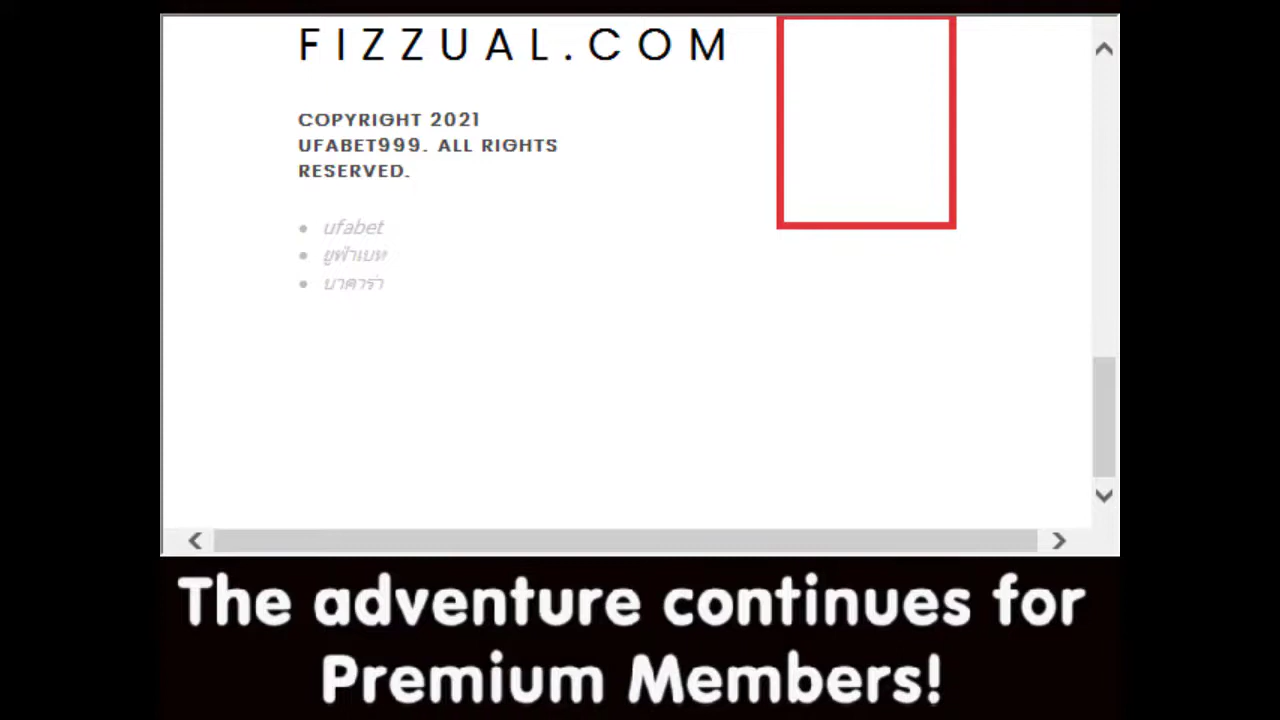 FIZZUAL.COM
COPYRIGHT 2021
UFABET999. ALL RIGHTS
RESERVED.
ufabet
ยูฟ่าเบท
บาคาร่า
The adventure continues for
Premium Members!